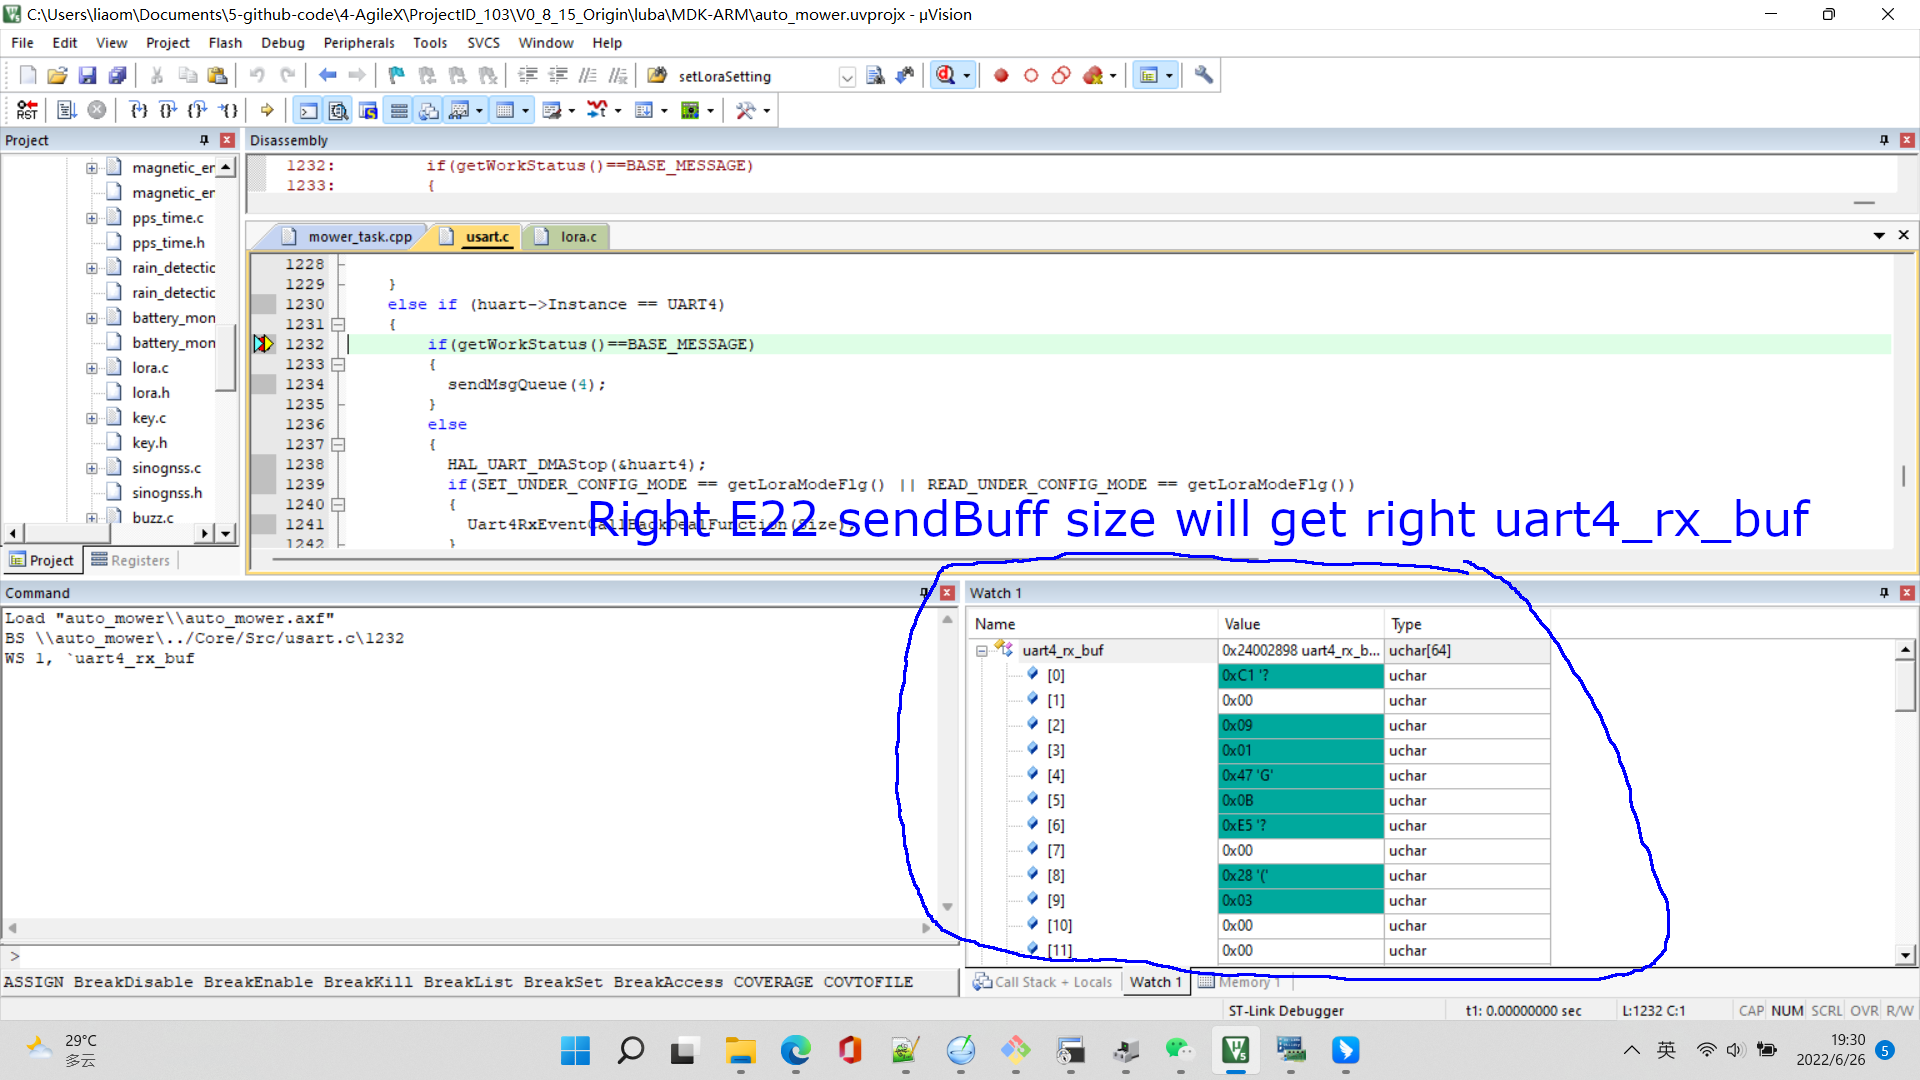 C:\Users\liaom\Documents\5-github-code\4-AgileX\ProjectID_103\V0_8_15_Origin\luba\MDK-ARM\auto_mower.uvprojx - µVision
File Edit View Project Flash Debug Peripherals Tools SVCS Window Help
setLoraSetting
RST
Project
magnetic_er
magnetic_er
pps_time.c
pps_time.h
rain_detectic
rain_detectic
battery_mon
battery_mon
lora.c
lora.h
key.c
key.h
sinognss.c
sinognss.h
buzz.c
Project Registers
Disassembly
1232: if(getWorkStatus()==BASE_MESSAGE)
1233: {
mower_task.cpp usart.c lora.c
1228
1229 }
1230 else if (huart->Instance == UART4)
1231 {
1232 if(getWorkStatus()==BASE_MESSAGE)
1233 {
1234 sendMsgQueue(4);
1235 }
1236 else
1237 {
1238 HAL_UART_DMAStop(&huart4);
1239 if(SET_UNDER_CONFIG_MODE == getLoraModeFlg() || READ_UNDER_CONFIG_MODE == getLoraModeFlg())
1240 {
1241 Uart4RxEventCallBackDealFunction(Size);
1242 }
Right E22 sendBuff size will get right uart4_rx_buf
Command
Load "auto_mower\\auto_mower.axf"
BS \\auto_mower\../Core/Src/usart.c\1232
WS 1, `uart4_rx_buf
>
ASSIGN BreakDisable BreakEnable BreakKill BreakList BreakSet BreakAccess COVERAGE COVTOFILE
Watch 1
Name Value Type
uart4_rx_buf 0x24002898 uart4_rx_b... uchar[64]
[0] 0xC1 '? uchar
[1] 0x00 uchar
[2] 0x09 uchar
[3] 0x01 uchar
[4] 0x47 'G' uchar
[5] 0x0B uchar
[6] 0xE5 '? uchar
[7] 0x00 uchar
[8] 0x28 '(' uchar
[9] 0x03 uchar
[10] 0x00 uchar
[11] 0x00 uchar
Call Stack + Locals Watch 1 Memory 1
ST-Link Debugger t1: 0.00000000 sec L:1232 C:1 CAP NUM SCRL OVR R/W
29°C
多云
英
19:30
2022/6/26
5